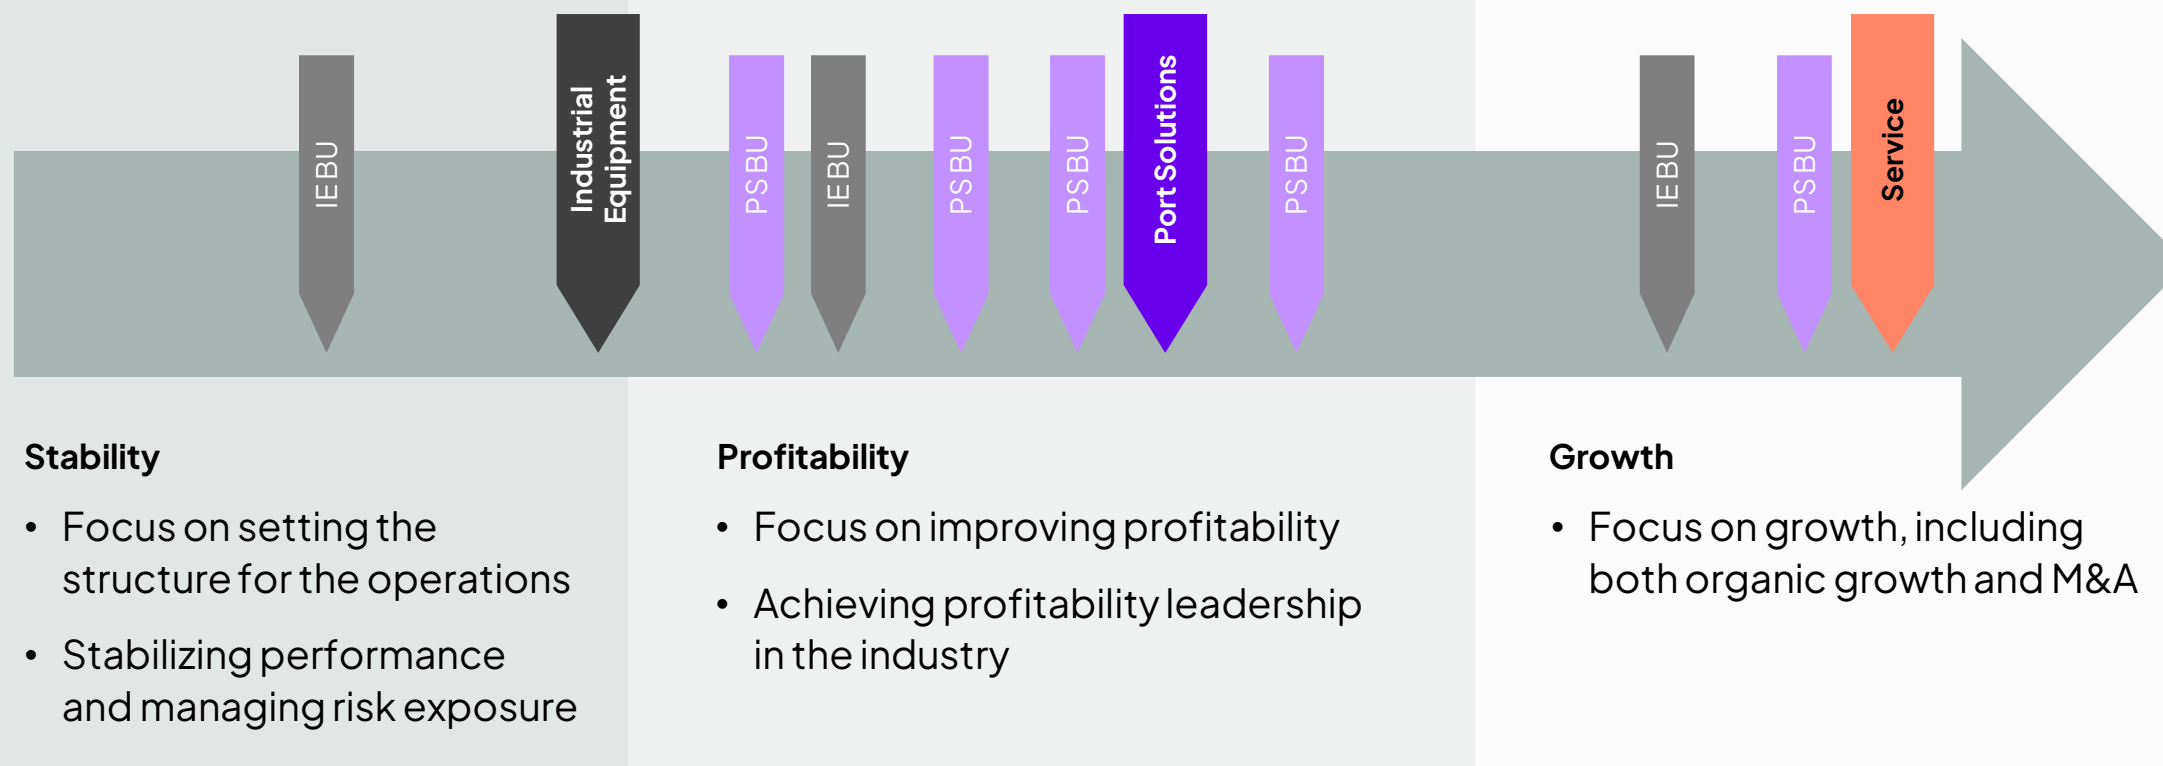 IE BU
Industrial
Equipment
PS BU
IE BU
PS BU
PS BU
Port Solutions
PS BU
IE BU
PS BU
Service
Stability
• Focus on setting the
structure for the operations
• Stabilizing performance
and managing risk exposure
Profitability
• Focus on improving profitability
• Achieving profitability leadership
in the industry
Growth
• Focus on growth, including
both organic growth and M&A